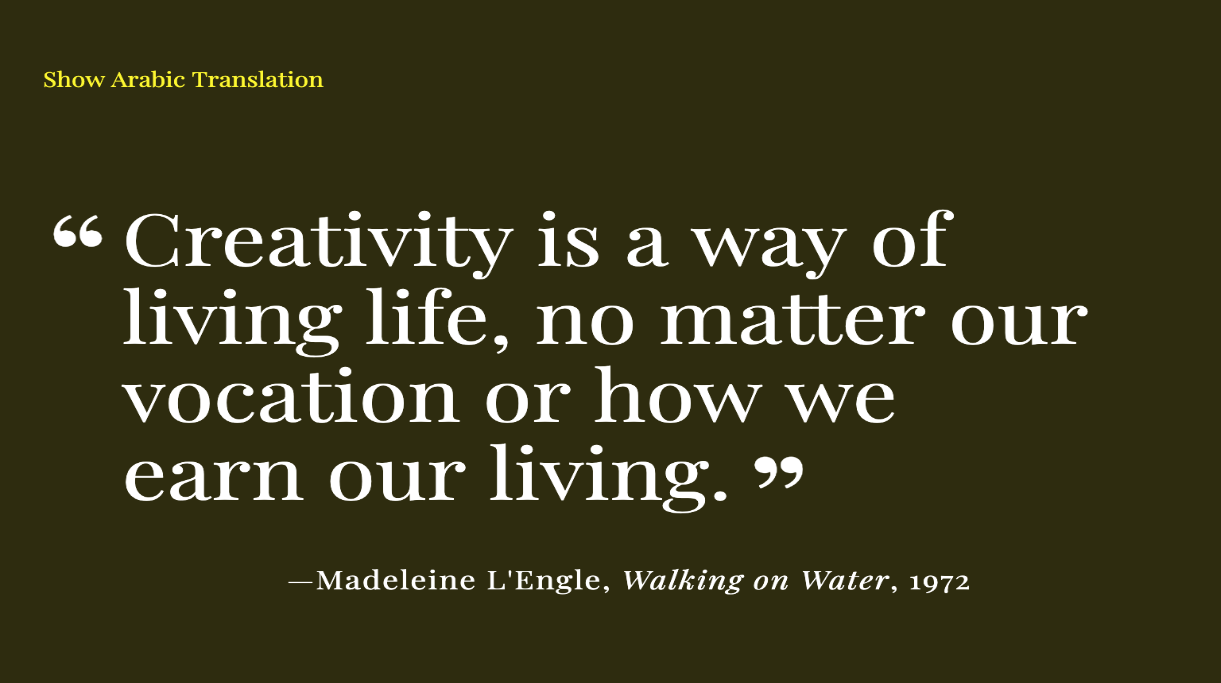 Show Arabic Translation
“ Creativity is a way of
living life, no matter our
vocation or how we
earn our living. ”
—Madeleine L'Engle, Walking on Water, 1972